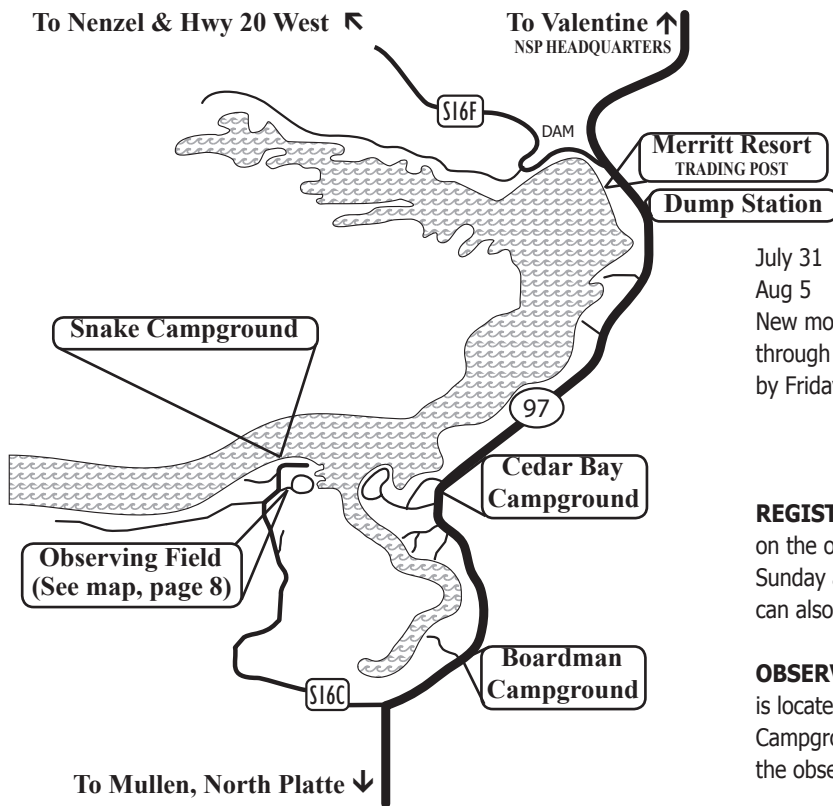 To Nenzel & Hwy 20 West ↖
To Valentine ↑
NSP HEADQUARTERS
S16F
DAM
Merritt Resort
TRADING POST
Dump Station
July 31
Aug 5
New mo
through
by Frida
Snake Campground
97
Cedar Bay
Campground
Observing Field
(See map, page 8)
REGIST
on the o
Sunday
can also
Boardman
Campground
S16C
OBSERV
is locate
Campgro
the obse
To Mullen, North Platte ↓